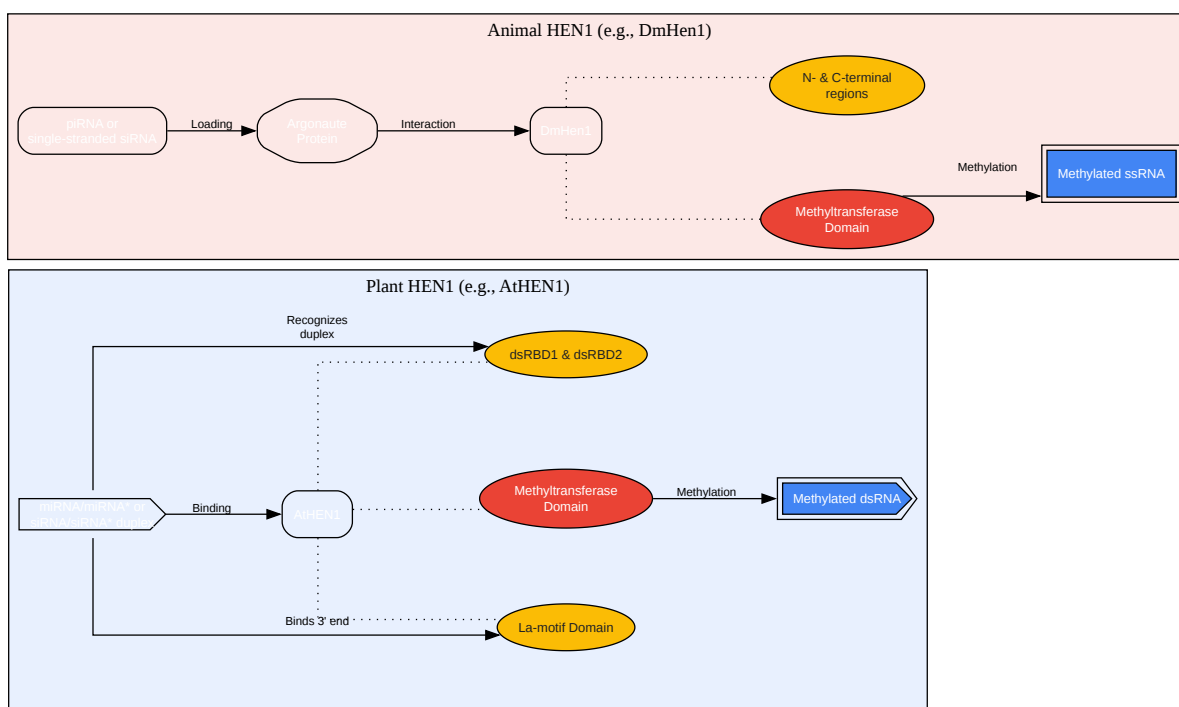 Animal HEN1 (e.g., DmHen1)
N- & C-terminal
regions
piRNA or
single-stranded siRNA
Loading
Argonaute
Protein
Interaction
DmHen1
Methylation
Methylated ssRNA
Methyltransferase
Domain
Plant HEN1 (e.g., AtHEN1)
Recognizes
duplex
dsRBD1 & dsRBD2
miRNA/miRNA* or
siRNA/siRNA* duplex
Binding
AtHEN1
Methyltransferase
Domain
Methylation
Methylated dsRNA
Binds 3' end
La-motif Domain